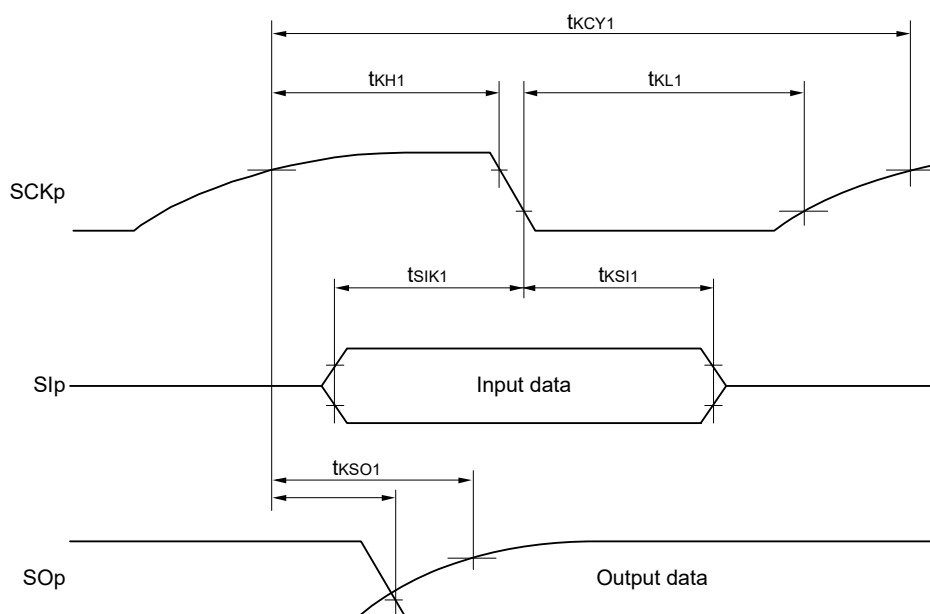 tKCY1
tKH1
tKL1
SCKp
tSIK1
tKSI1
SIp
Input data
tKSO1
SOp
Output data